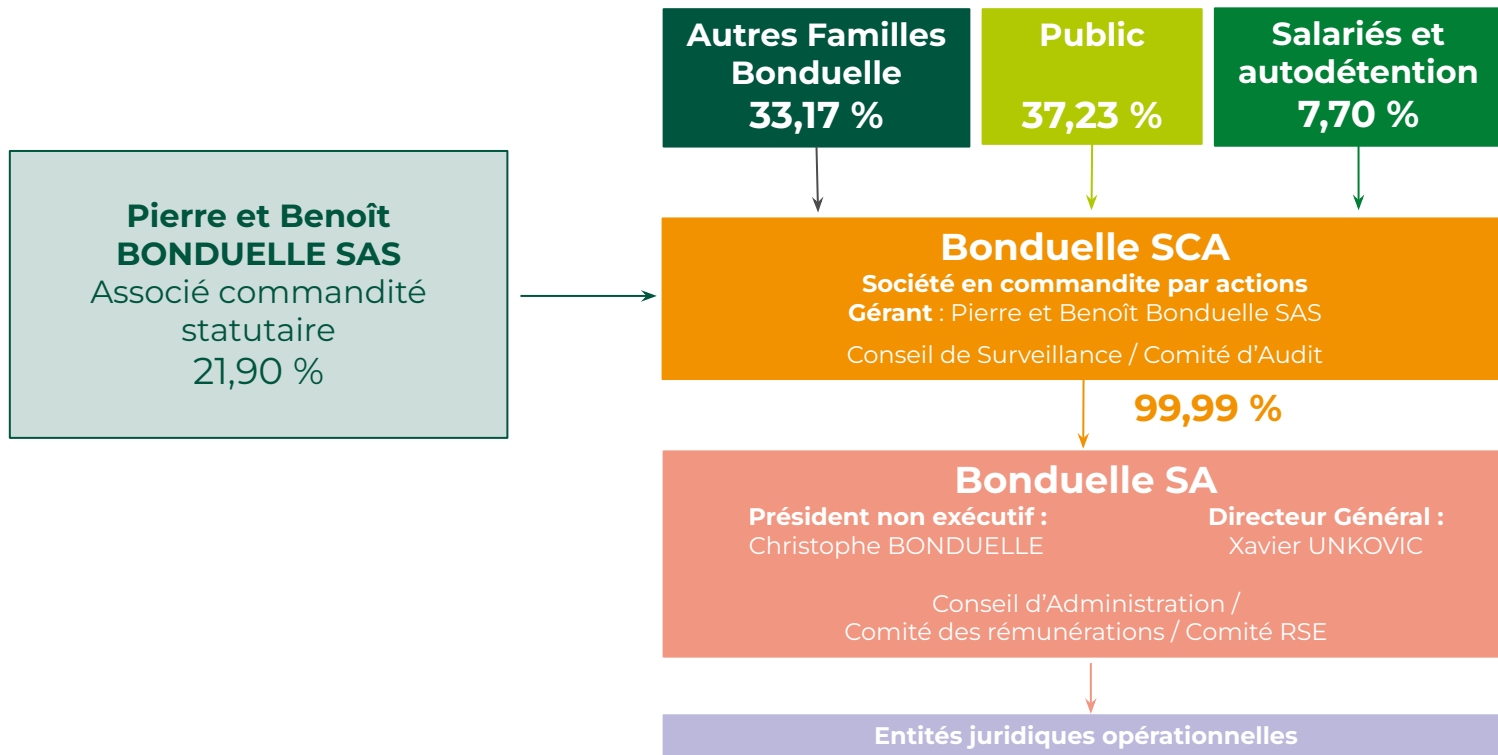 Autres Familles
Bonduelle
33,17 %
Public
37,23 %
Salariés et
autodétention
7,70 %
Pierre et Benoît
BONDUELLE SAS
Associé commandité
statutaire
21,90 %
Bonduelle SCA
Société en commandite par actions
Gérant : Pierre et Benoît Bonduelle SAS
Conseil de Surveillance / Comité d’Audit
99,99 %
Bonduelle SA
Président non exécutif :
Christophe BONDUELLE
Directeur Général :
Xavier UNKOVIC
Conseil d’Administration /
Comité des rémunérations / Comité RSE
Entités juridiques opérationnelles